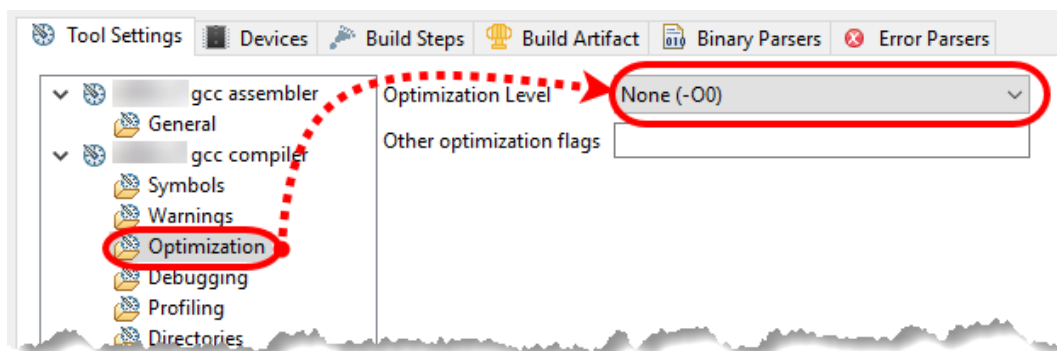 Tool Settings Devices Build Steps Build Artifact Binary Parsers Error Parsers
gcc assembler
General
gcc compiler
Symbols
Warnings
Optimization
Debugging
Profiling
Directories
Optimization Level None (-O0)
Other optimization flags